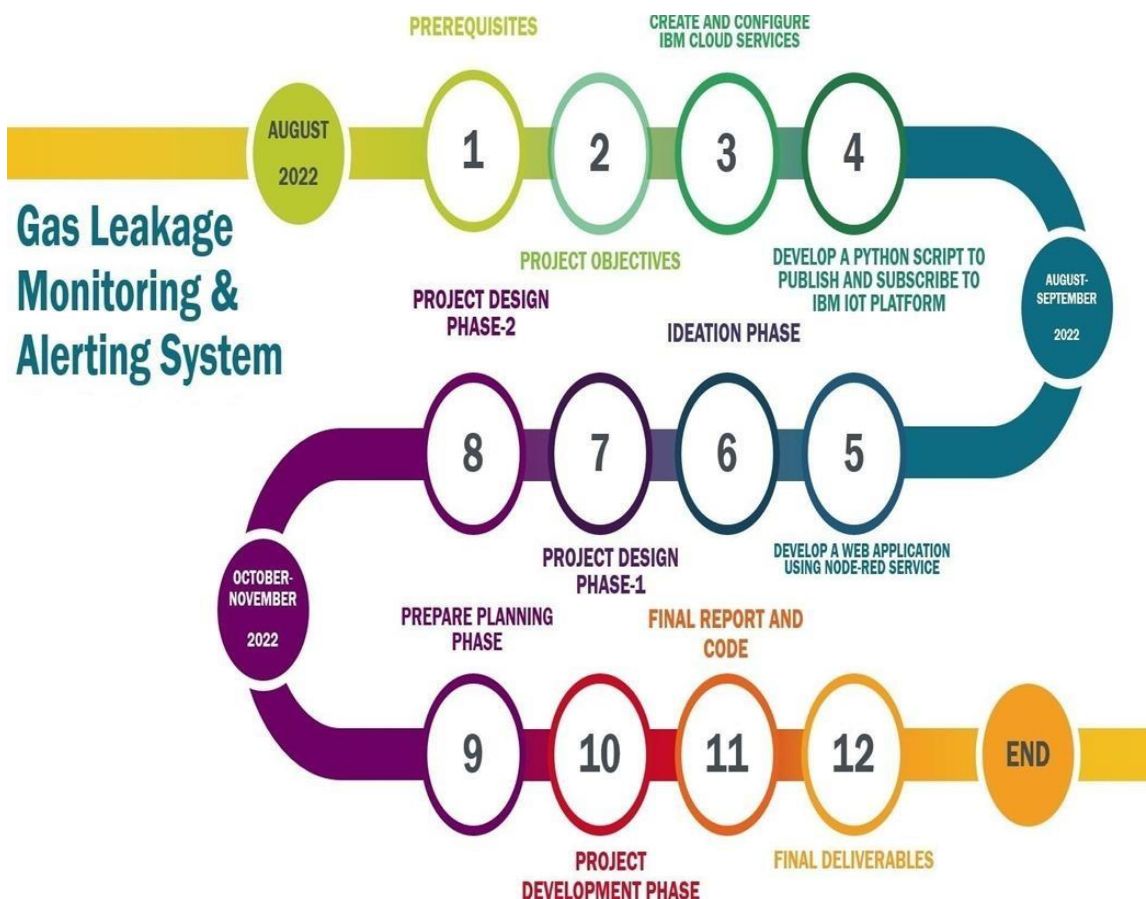 PREREQUISITES
CREATE AND CONFIGURE
IBM CLOUD SERVICES
AUGUST
2022
1
2
3
4
Gas Leakage
Monitoring &
Alerting System
PROJECT OBJECTIVES
DEVELOP A PYTHON SCRIPT TO
PUBLISH AND SUBSCRIBE TO
IBM IOT PLATFORM
AUGUST-
SEPTEMBER
2022
PROJECT DESIGN
PHASE-2
IDEATION PHASE
8
7
6
5
PROJECT DESIGN
PHASE-1
DEVELOP A WEB APPLICATION
USING NODE-RED SERVICE
OCTOBER-
NOVEMBER
2022
PREPARE PLANNING
PHASE
FINAL REPORT AND
CODE
9
10
11
12
END
PROJECT
DEVELOPMENT PHASE
FINAL DELIVERABLES